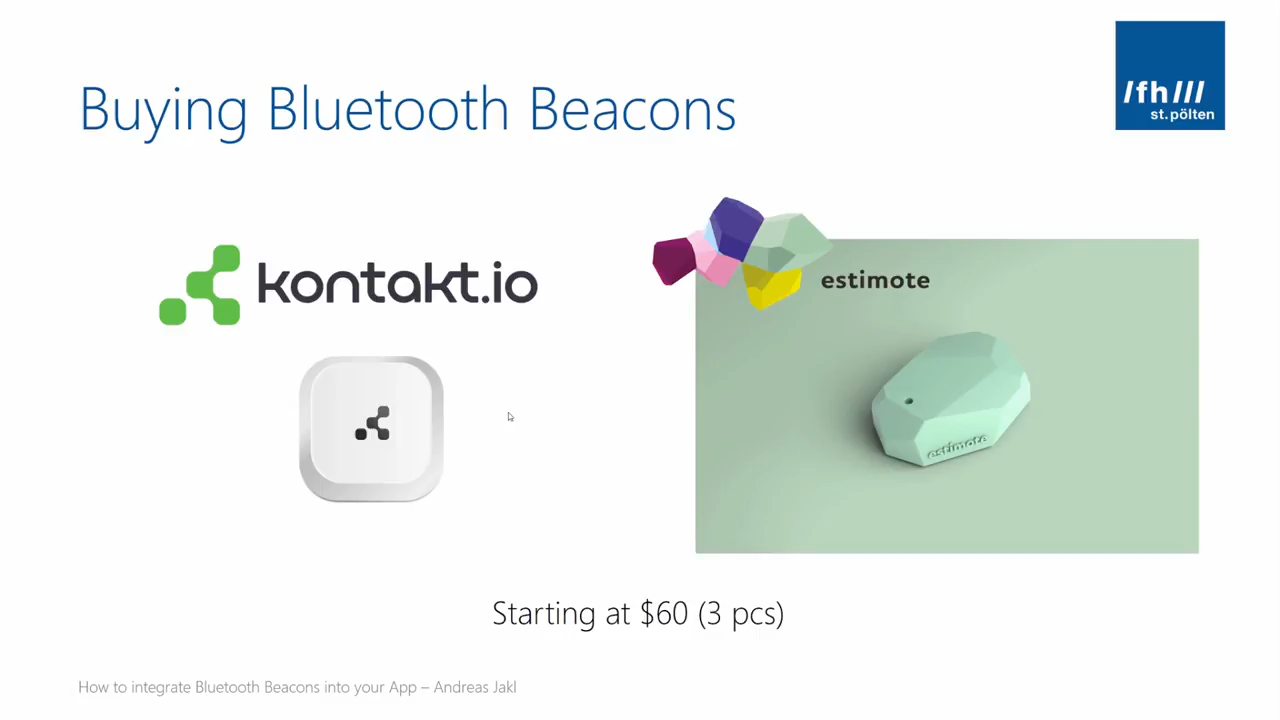 Buying Bluetooth Beacons
/fh///
st.pölten
kontakt.io
estimote
estimote
Starting at $60 (3 pcs)
How to integrate Bluetooth Beacons into your App – Andreas Jakl